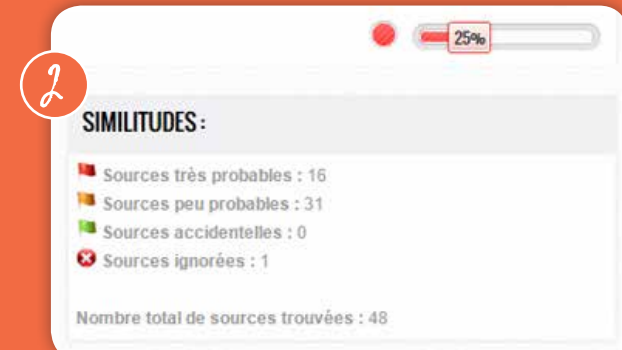 25%
2
SIMILITUDES :
Sources très probables : 16
Sources peu probables : 31
Sources accidentelles : 0
Sources ignorées : 1
Nombre total de sources trouvées : 48